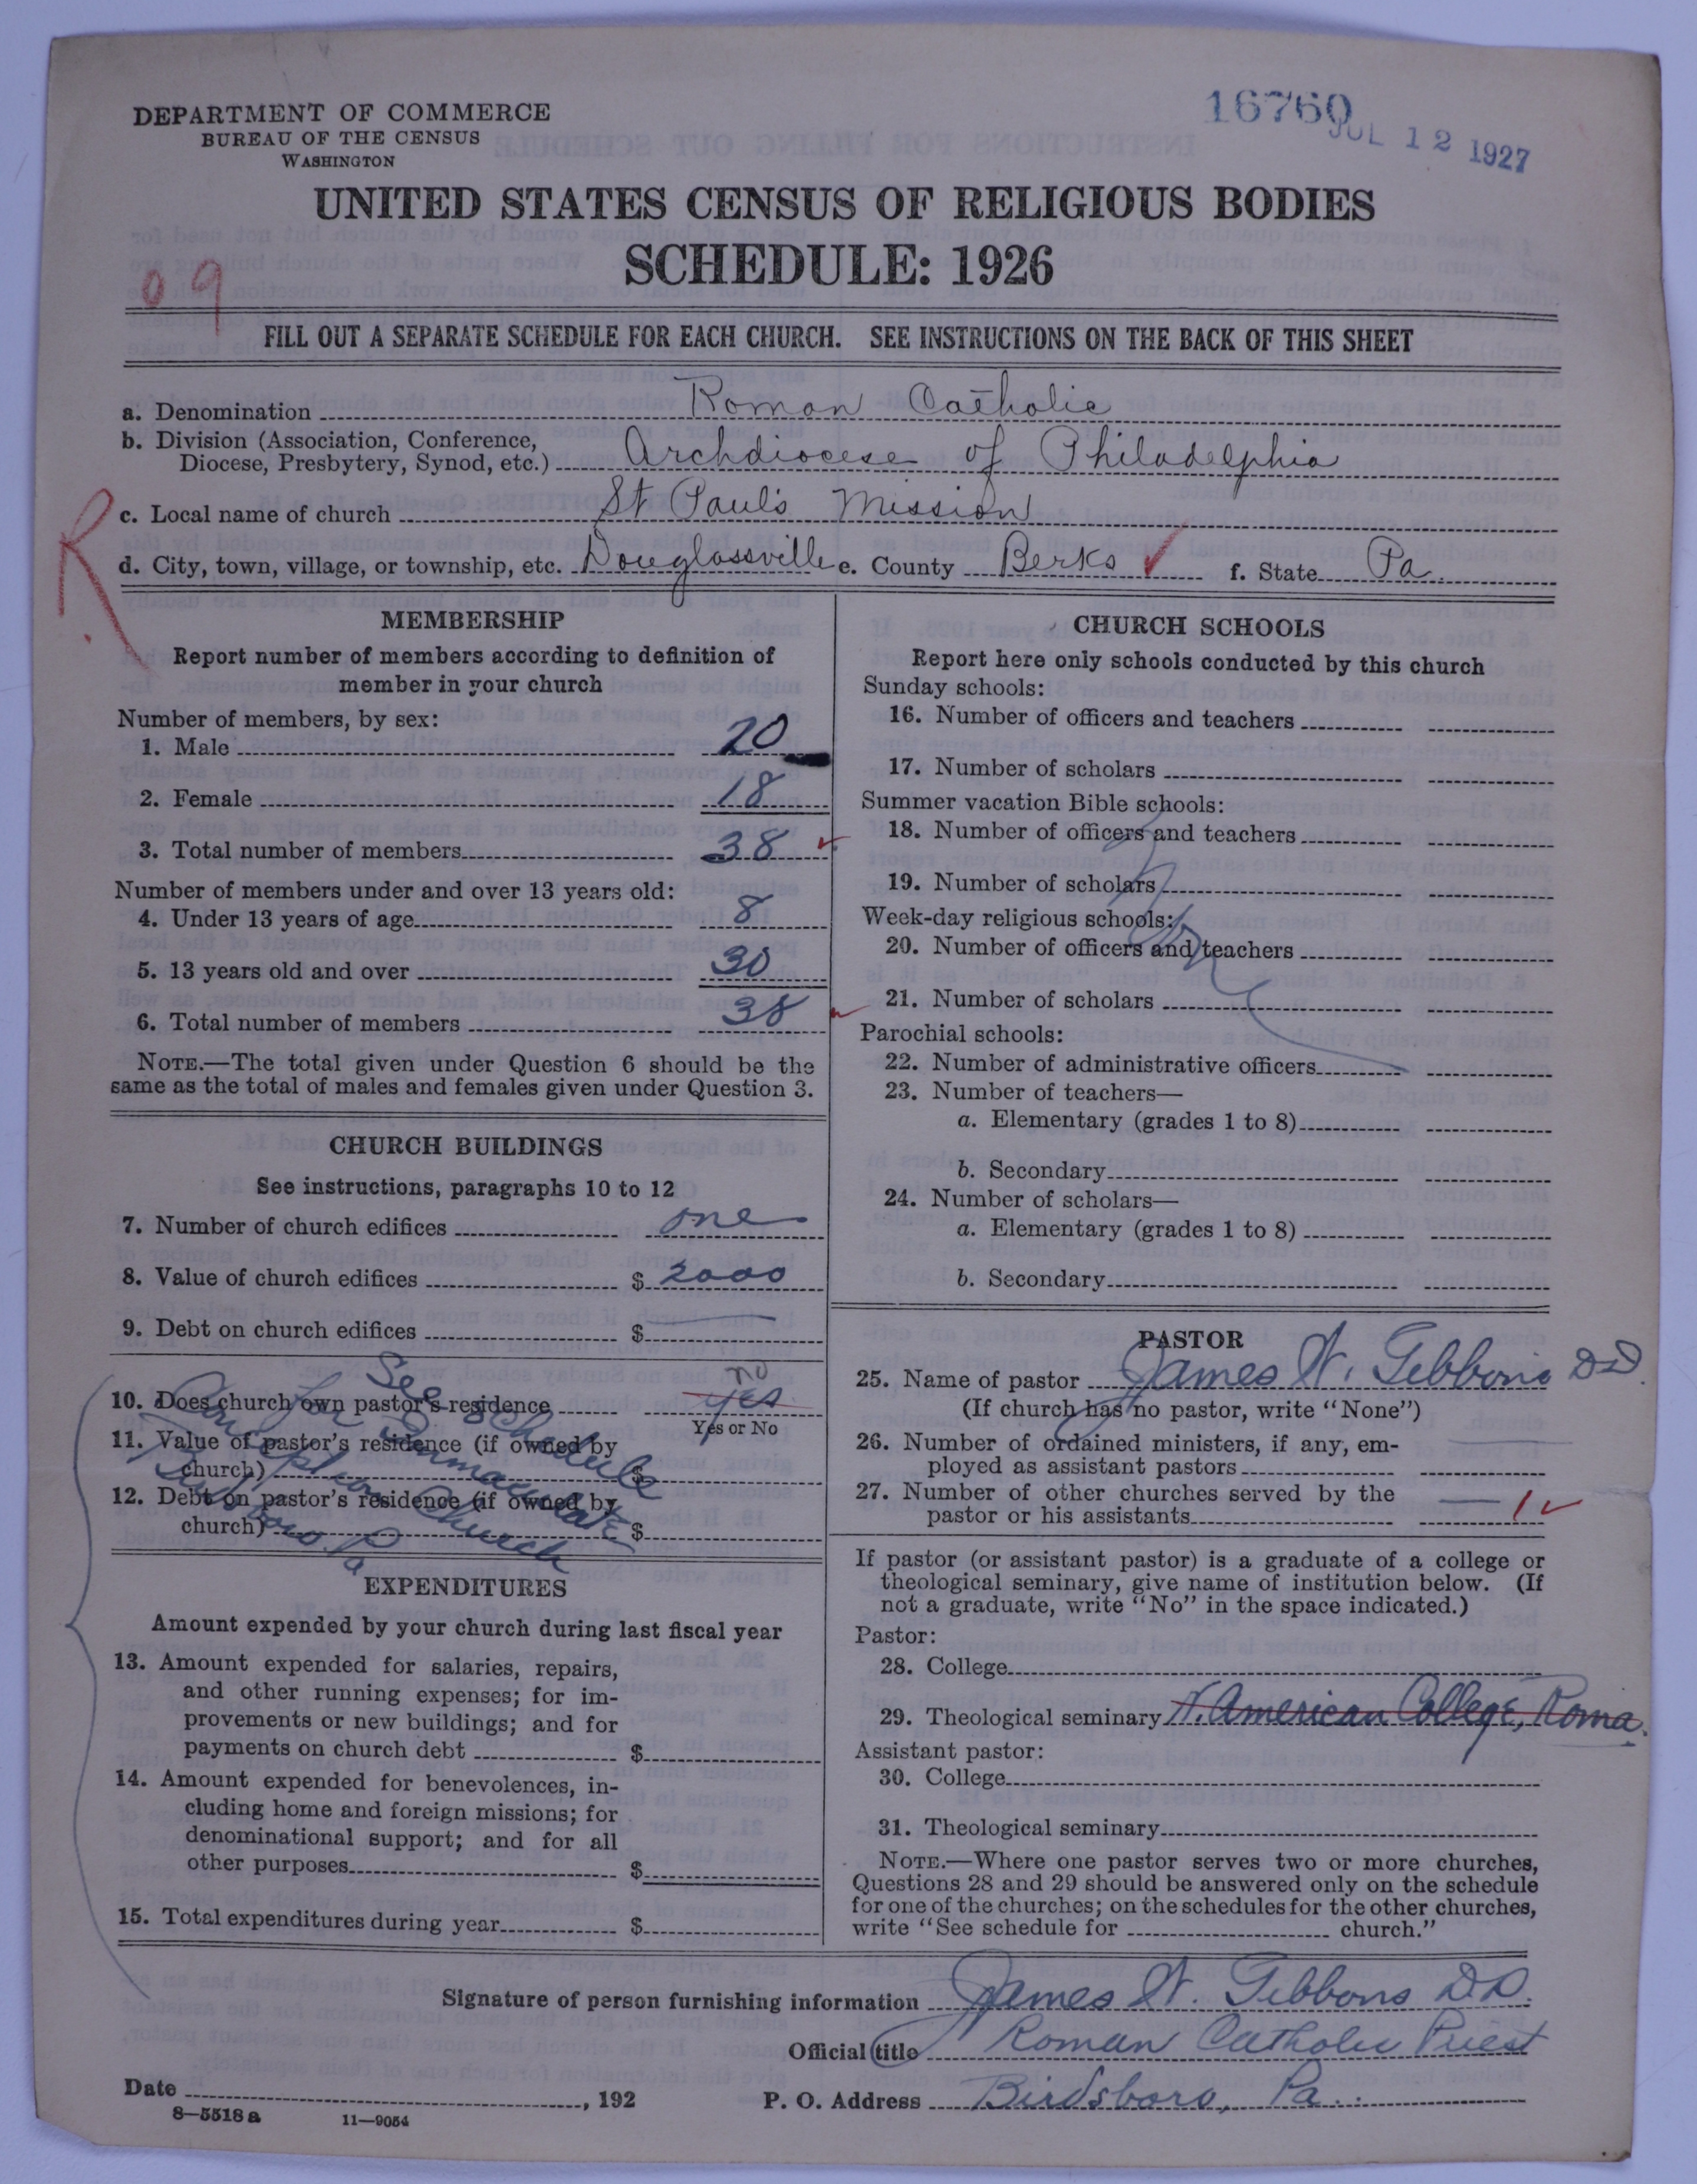 16760
JUL 12 1927
DEPARTMENT OF COMMERCE
BUREAU OF THE CENSUS
WASHINGTON
UNITED STATES CENSUS OF RELIGIOUS BODIES
SCHEDULE: 1926
09
FILL OUT A SEPARATE SCHEDULE FOR EACH CHURCH. SEE INSTRUCTIONS ON THE BACK OF THIS SHEET
a. Denomination Roman Catholic
b. Division (Association, Conference,
Diocese, Presbytery, Synod, etc.) Archdiocese of Philadelphia
c. Local name of church St Paul's Mission
R
d. City, town, village, or township, etc. Douglassville e. County Berks ✓ f. State Pa.
MEMBERSHIP
Report number of members according to definition of
member in your church
Number of members, by sex:
1. Male 20
2. Female 18
3. Total number of members 38 ✓
Number of members under and over 13 years old:
4. Under 13 years of age 8
5. 13 years old and over 30
6. Total number of members 38 ✓
NOTE.—The total given under Question 6 should be the
same as the total of males and females given under Question 3.
CHURCH BUILDINGS
See instructions, paragraphs 10 to 12
7. Number of church edifices one
8. Value of church edifices $ 2000
9. Debt on church edifices $ —
10. Does church own pastor's residence yes no
Yes or No
11. Value of pastor's residence (if owned by
church) $
12. Debt on pastor's residence (if owned by
church) $
See schedule
for Immaculate
Conception Church
Birdsboro. Pa
EXPENDITURES
Amount expended by your church during last fiscal year
13. Amount expended for salaries, repairs,
and other running expenses; for im-
provements or new buildings; and for
payments on church debt $
14. Amount expended for benevolences, in-
cluding home and foreign missions; for
denominational support; and for all
other purposes $
15. Total expenditures during year $
CHURCH SCHOOLS
Report here only schools conducted by this church
Sunday schools:
16. Number of officers and teachers
17. Number of scholars
Summer vacation Bible schools:
18. Number of officers and teachers
19. Number of scholars
Week-day religious schools:
20. Number of officers and teachers
21. Number of scholars
Parochial schools:
22. Number of administrative officers
23. Number of teachers—
a. Elementary (grades 1 to 8)
b. Secondary
24. Number of scholars—
a. Elementary (grades 1 to 8)
b. Secondary
PASTOR
25. Name of pastor James W. Gibbons DD.
(If church has no pastor, write "None")
26. Number of ordained ministers, if any, em-
ployed as assistant pastors —
27. Number of other churches served by the
pastor or his assistants — 1 ✓
If pastor (or assistant pastor) is a graduate of a college or
theological seminary, give name of institution below. (If
not a graduate, write "No" in the space indicated.)
Pastor:
28. College
29. Theological seminary N. American College, Roma.
Assistant pastor:
30. College
31. Theological seminary
NOTE.—Where one pastor serves two or more churches,
Questions 28 and 29 should be answered only on the schedule
for one of the churches; on the schedules for the other churches,
write "See schedule for church."
Signature of person furnishing information James W. Gibbons D.D.
Official title Roman Catholic Priest
Date , 192 P. O. Address Birdsboro, Pa.
8—5518 a 11—9054